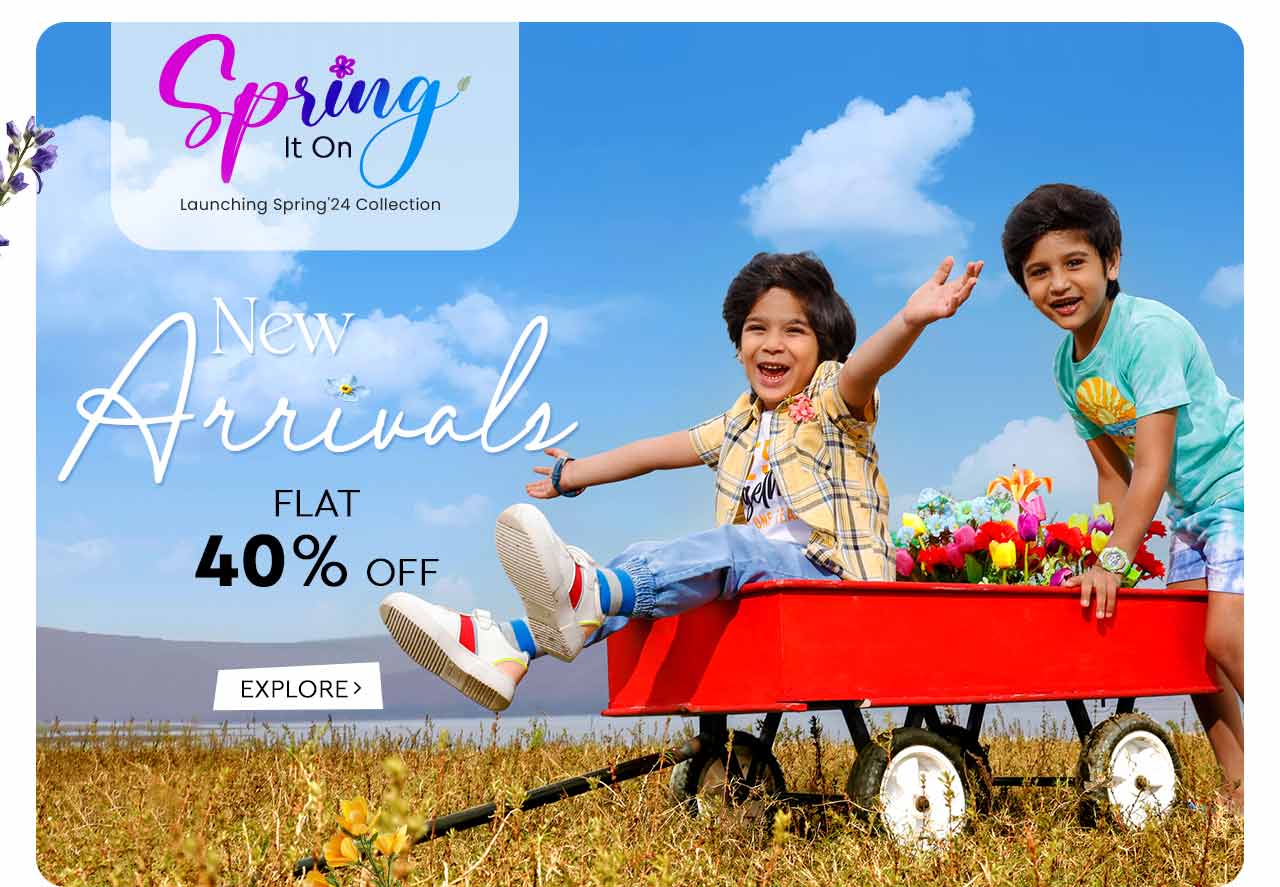 Spring
It On
Launching Spring'24 Collection
New
Arrivals
FLAT
40% OFF
EXPLORE >